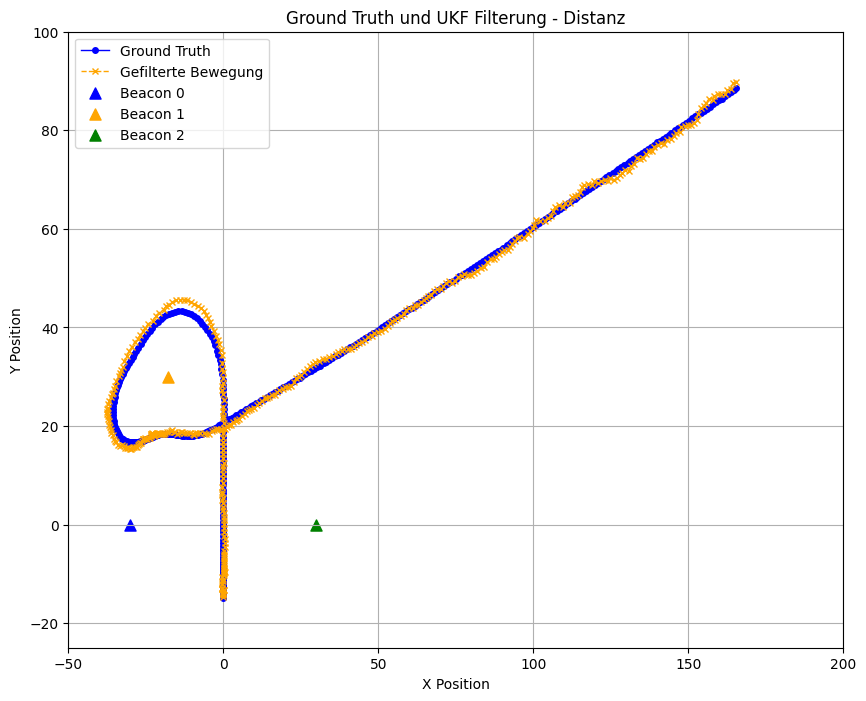 Ground Truth und UKF Filterung - Distanz
Ground Truth
Gefilterte Bewegung
Beacon 0
Beacon 1
Beacon 2
Y Position
100
80
60
40
20
0
−20
−50
0
50
100
150
200
X Position